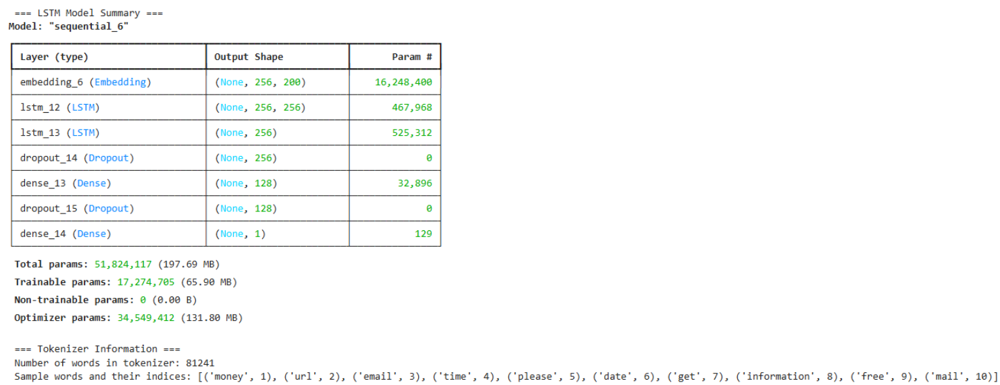 === LSTM Model Summary ===
Model: "sequential_6"
Layer (type) Output Shape Param #
embedding_6 (Embedding) (None, 256, 200) 16,248,400
lstm_12 (LSTM) (None, 256, 256) 467,968
lstm_13 (LSTM) (None, 256) 525,312
dropout_14 (Dropout) (None, 256) 0
dense_13 (Dense) (None, 128) 32,896
dropout_15 (Dropout) (None, 128) 0
dense_14 (Dense) (None, 1) 129
Total params: 51,824,117 (197.69 MB)
Trainable params: 17,274,705 (65.90 MB)
Non-trainable params: 0 (0.00 B)
Optimizer params: 34,549,412 (131.80 MB)
=== Tokenizer Information ===
Number of words in tokenizer: 81241
Sample words and their indices: [('money', 1), ('url', 2), ('email', 3), ('time', 4), ('please', 5), ('date', 6), ('get', 7), ('information', 8), ('free', 9), ('mail', 10)]